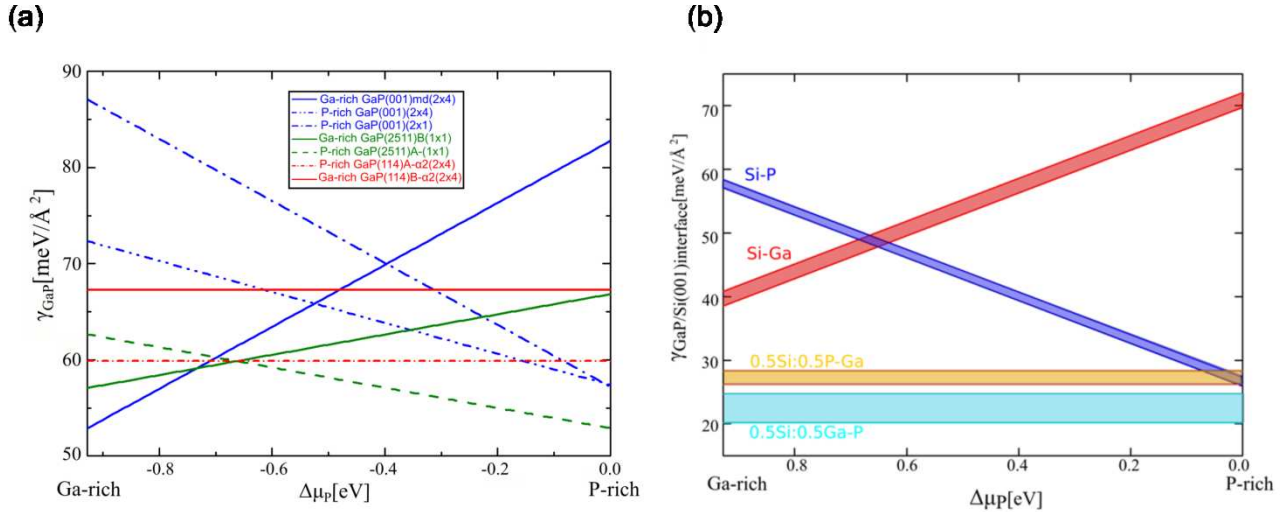 (a)
90
80
70
60
50
γGaP[meV/Å ²]
Ga-rich GaP(001)md(2x4)
P-rich GaP(001)(2x4)
P-rich GaP(001)(2x1)
Ga-rich GaP(2511)B(1x1)
P-rich GaP(2511)A-(1x1)
P-rich GaP(114)A-α2(2x4)
Ga-rich GaP(114)B-α2(2x4)
-0.8 -0.6 -0.4 -0.2 0.0
Ga-rich ΔμP[eV] P-rich
(b)
70
60
50
40
30
20
γGaP/Si(001)interface[meV/Å ²]
Si-P
Si-Ga
0.5Si:0.5P-Ga
0.5Si:0.5Ga-P
0.8 0.6 0.4 0.2 0.0
Ga-rich ΔμP[eV] P-rich